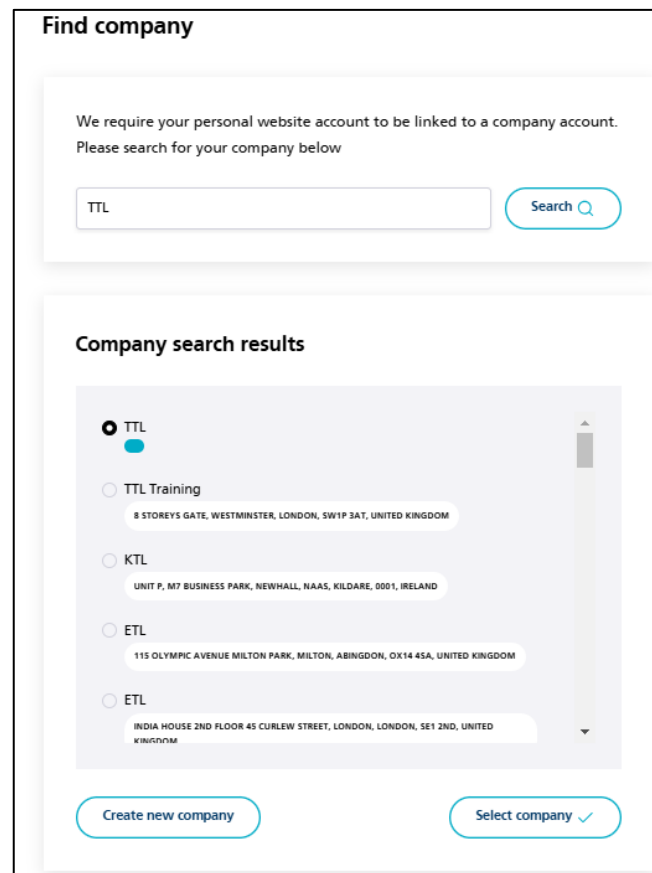 Find company
We require your personal website account to be linked to a company account.
Please search for your company below
TTL
Search
Company search results
TTL
TTL Training
8 STOREYS GATE, WESTMINSTER, LONDON, SW1P 3AT, UNITED KINGDOM
KTL
UNIT P, M7 BUSINESS PARK, NEWHALL, NAAS, KILDARE, 0001, IRELAND
ETL
115 OLYMPIC AVENUE MILTON PARK, MILTON, ABINGDON, OX14 4SA, UNITED KINGDOM
ETL
INDIA HOUSE 2ND FLOOR 45 CURLEW STREET, LONDON, LONDON, SE1 2ND, UNITED
KINGDOM
Create new company
Select company